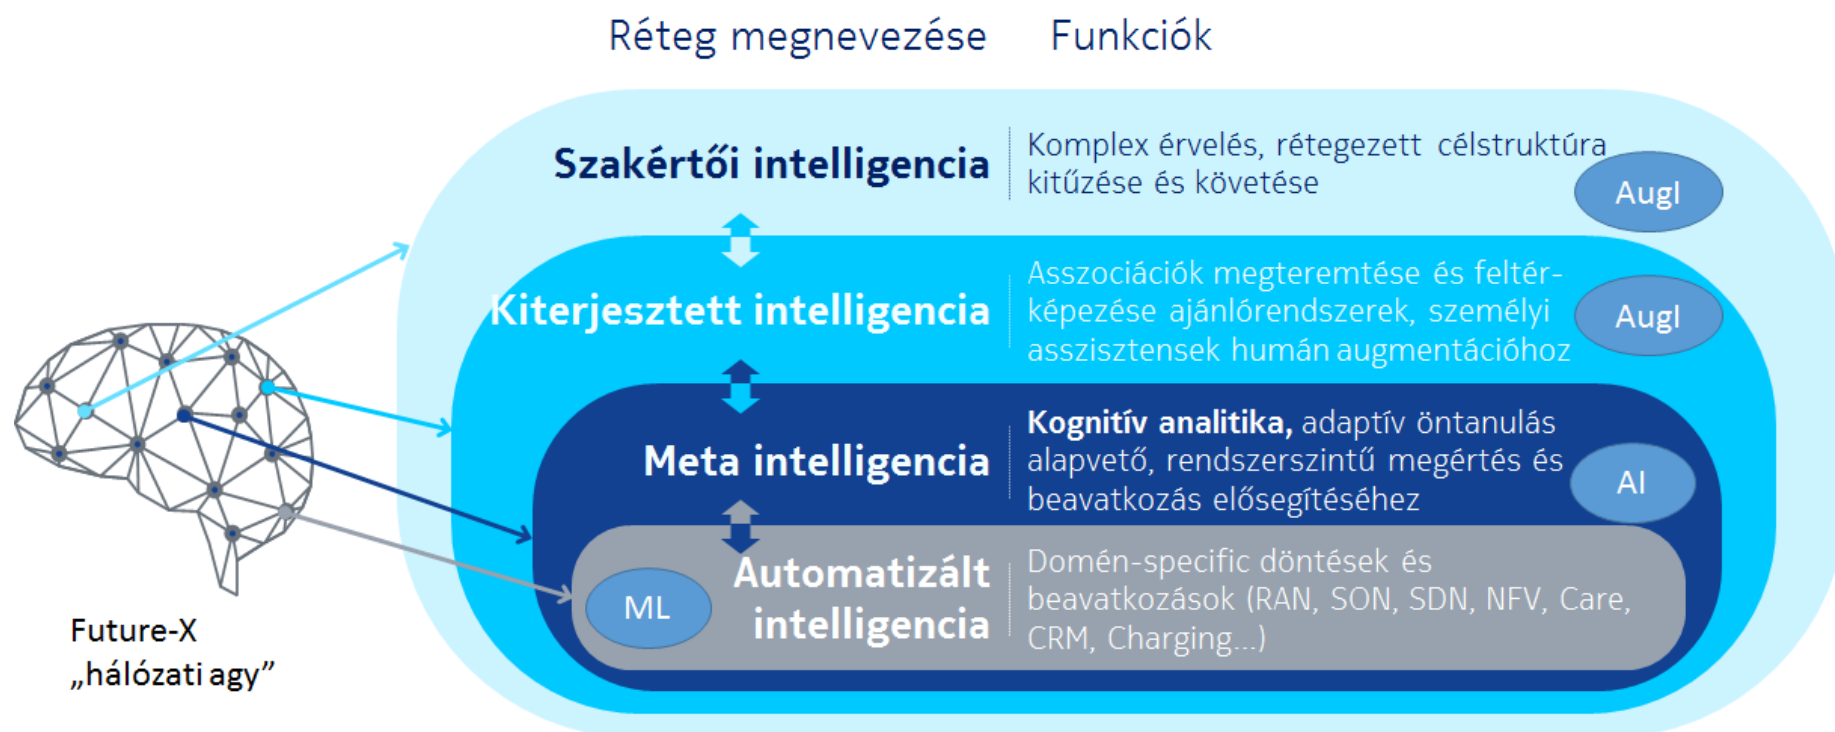 Réteg megnevezése Funkciók
Szakértői intelligencia
Komplex érvelés, rétegezett célstruktúra
kitűzése és követése
AugI
Kiterjesztett intelligencia
Asszociációk megteremtése és feltér-
képezése ajánlórendszerek, személyi
asszisztensek humán augmentációhoz
AugI
Meta intelligencia
Kognitív analitika, adaptív öntanulás
alapvető, rendszerszintű megértés és
beavatkozás elősegítéséhez
AI
ML
Automatizált
intelligencia
Domén-specific döntések és
beavatkozások (RAN, SON, SDN, NFV, Care,
CRM, Charging...)
Future-X
„hálózati agy”